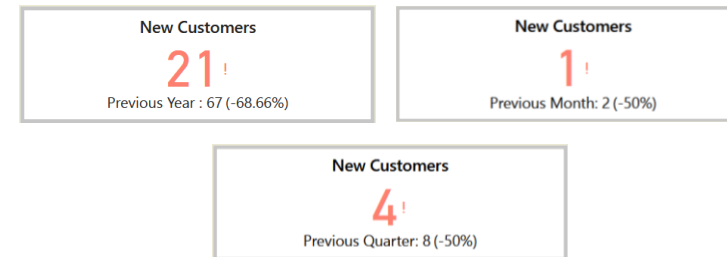 New Customers
21 !
Previous Year : 67 (-68.66%)
New Customers
1 !
Previous Month: 2 (-50%)
New Customers
4 !
Previous Quarter: 8 (-50%)